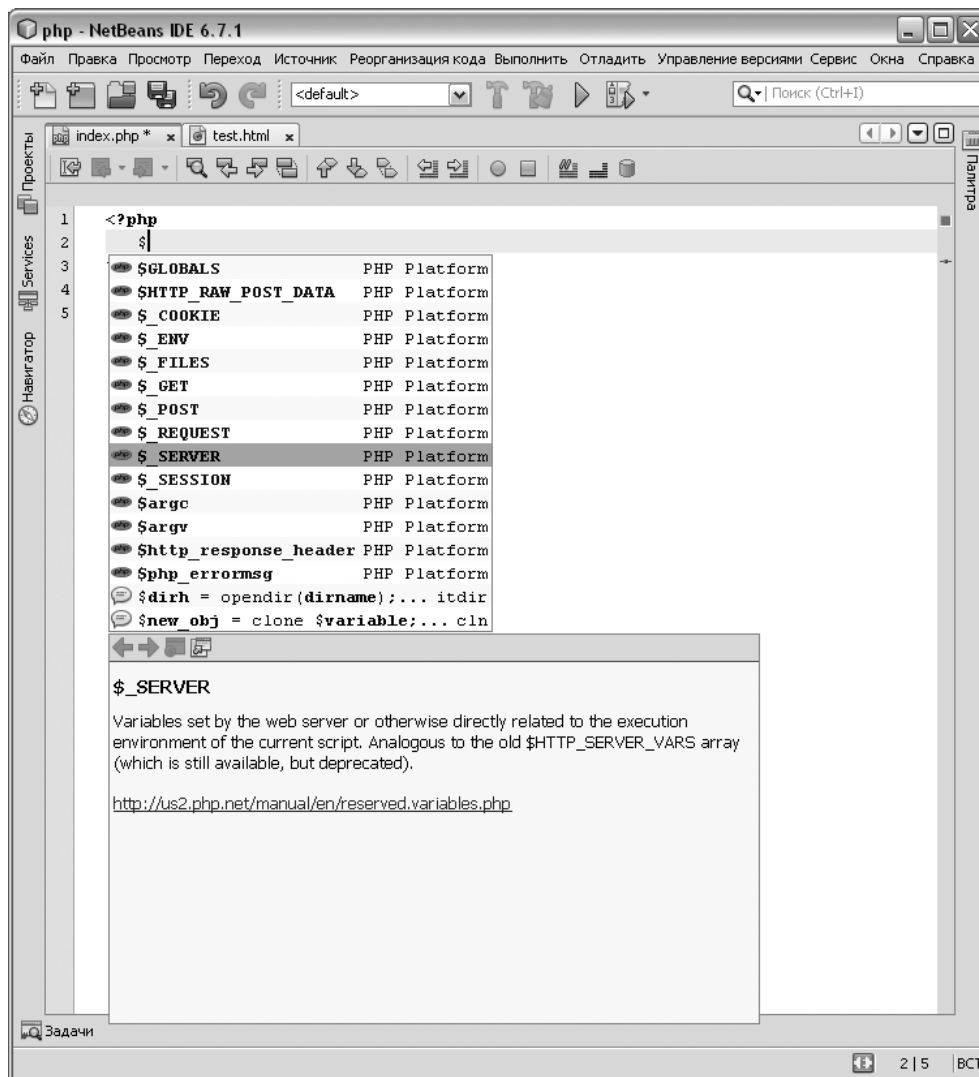 php - NetBeans IDE 6.7.1
Файл Правка Просмотр Переход Источник Реорганизация кода Выполнить Отладить Управление версиями Сервис Окна Справка
<default> Поиск (Ctrl+I)
index.php * x test.html x
Проекты
Services
Навигатор
Палитра
1 <?php
2 $
3
4
5
$GLOBALS PHP Platform
$HTTP_RAW_POST_DATA PHP Platform
$_COOKIE PHP Platform
$_ENV PHP Platform
$_FILES PHP Platform
$_GET PHP Platform
$_POST PHP Platform
$_REQUEST PHP Platform
$_SERVER PHP Platform
$_SESSION PHP Platform
$argc PHP Platform
$argv PHP Platform
$http_response_header PHP Platform
$php_errormsg PHP Platform
$dirh = opendir(dirname);... itdir
$new_obj = clone $variable;... cln
$_SERVER
Variables set by the web server or otherwise directly related to the execution
environment of the current script. Analogous to the old $HTTP_SERVER_VARS array
(which is still available, but deprecated).
http://us2.php.net/manual/en/reserved.variables.php
Задачи
2 | 5 ВСТ